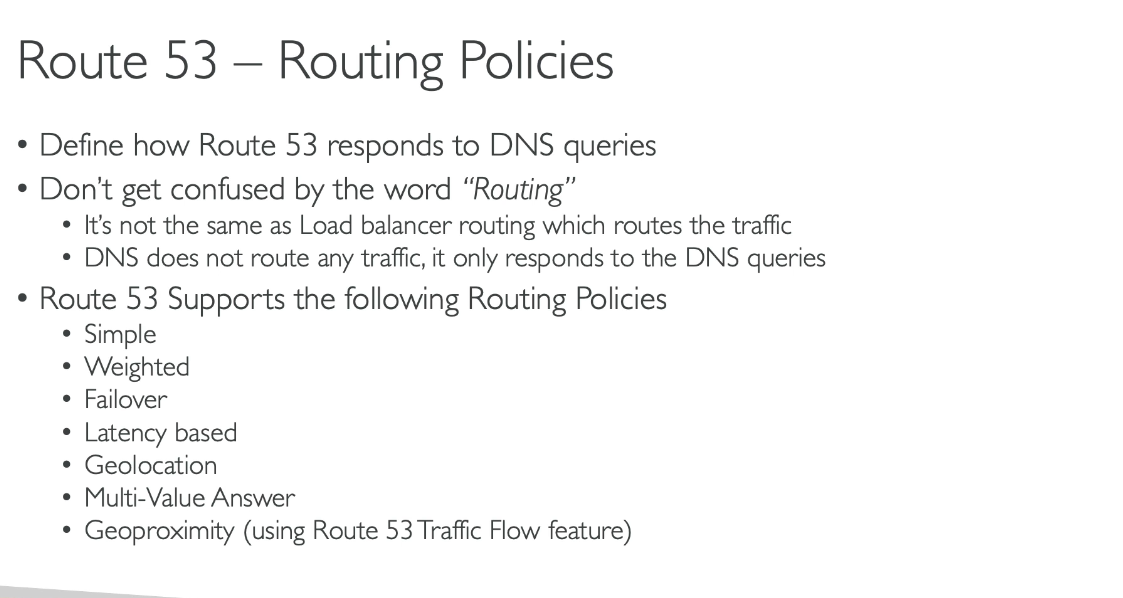 Route 53 – Routing Policies
• Define how Route 53 responds to DNS queries
• Don’t get confused by the word “Routing”
• It’s not the same as Load balancer routing which routes the traffic
• DNS does not route any traffic, it only responds to the DNS queries
• Route 53 Supports the following Routing Policies
• Simple
• Weighted
• Failover
• Latency based
• Geolocation
• Multi-Value Answer
• Geoproximity (using Route 53 Traffic Flow feature)